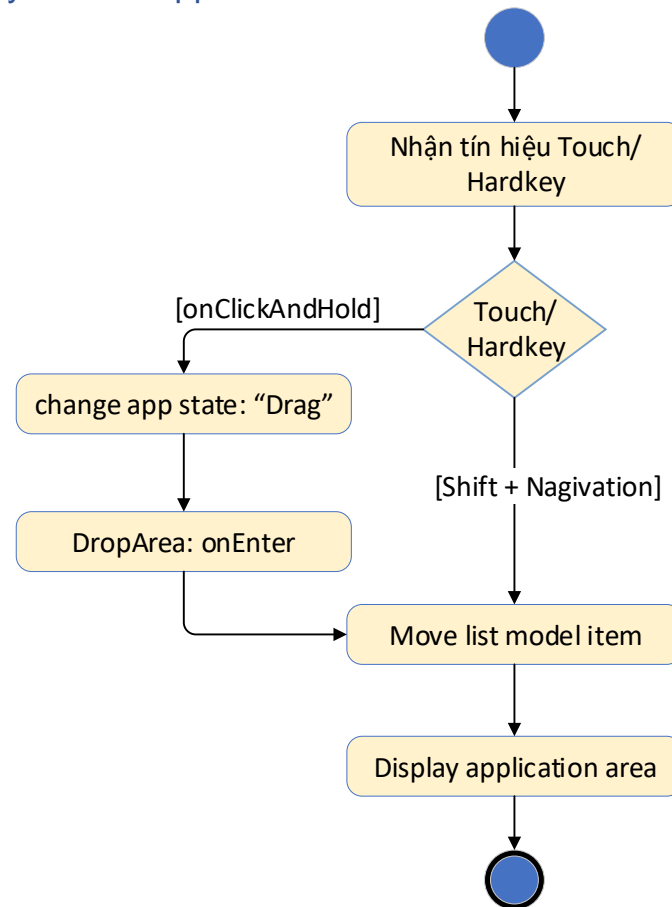 Nhận tín hiệu Touch/
Hardkey
Touch/
Hardkey
[onClickAndHold]
change app state: “Drag”
[Shift + Nagivation]
DropArea: onEnter
Move list model item
Display application area